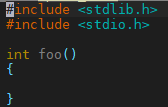 #include <stdlib.h>
#include <stdio.h>
int foo()
{
}